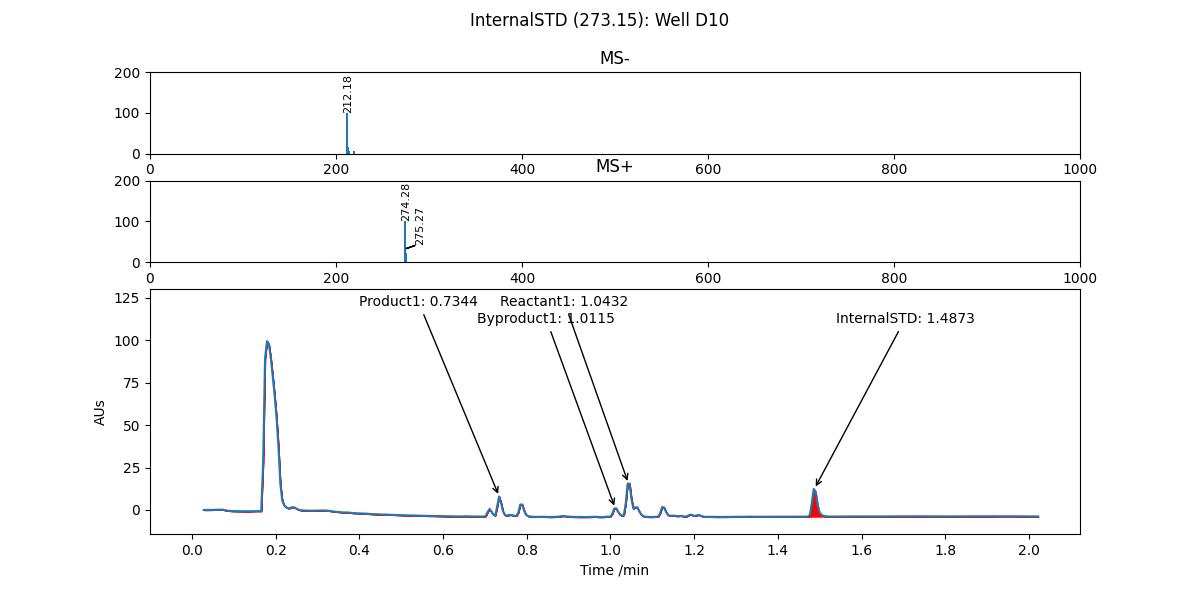 InternalSTD (273.15): Well D10
MS-
200
100
0
212.18
0 200 400 600 800 1000
MS+
200
100
0
274.28
275.27
0 200 400 600 800 1000
Product1: 0.7344 Reactant1: 1.0432
Byproduct1: 1.0115 InternalSTD: 1.4873
125
100
75
50
25
0
AUs
0.0 0.2 0.4 0.6 0.8 1.0 1.2 1.4 1.6 1.8 2.0
Time /min